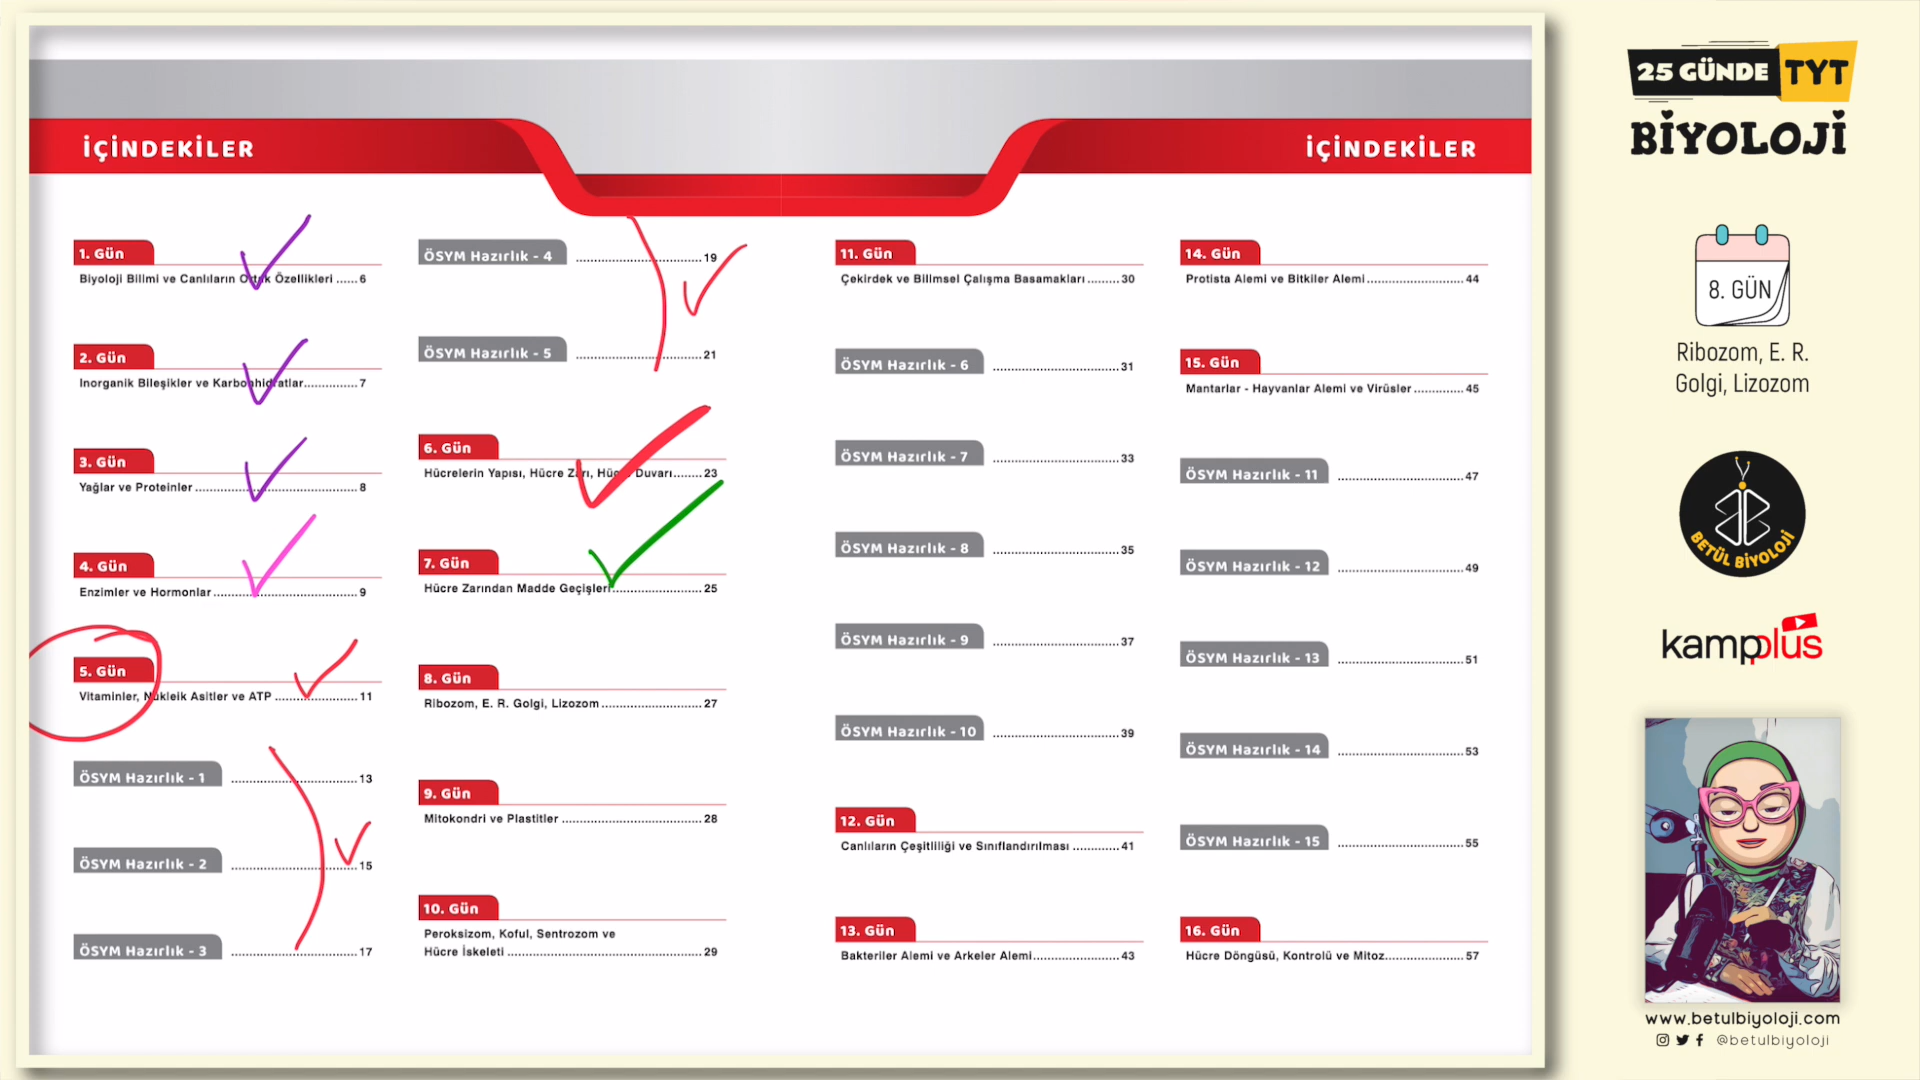 İÇİNDEKİLER
İÇİNDEKİLER
1. Gün
Biyoloji Bilimi ve Canlıların Ortak Özellikleri ...... 6
2. Gün
İnorganik Bileşikler ve Karbonhidratlar.............. 7
3. Gün
Yağlar ve Proteinler .......................................... 8
4. Gün
Enzimler ve Hormonlar ..................................... 9
5. Gün
Vitaminler, Nükleik Asitler ve ATP ..................... 11
ÖSYM Hazırlık - 1 ................................ 13
ÖSYM Hazırlık - 2 ................................ 15
ÖSYM Hazırlık - 3 ................................ 17
ÖSYM Hazırlık - 4 ................................ 19
ÖSYM Hazırlık - 5 ................................ 21
6. Gün
Hücrelerin Yapısı, Hücre Zarı, Hücre Duvarı....... 23
7. Gün
Hücre Zarından Madde Geçişleri....................... 25
8. Gün
Ribozom, E. R. Golgi, Lizozom .......................... 27
9. Gün
Mitokondri ve Plastitler .................................... 28
10. Gün
Peroksizom, Koful, Sentrozom ve
Hücre İskeleti .................................................. 29
11. Gün
Çekirdek ve Bilimsel Çalışma Basamakları ........ 30
ÖSYM Hazırlık - 6 ................................ 31
ÖSYM Hazırlık - 7 ................................ 33
ÖSYM Hazırlık - 8 ................................ 35
ÖSYM Hazırlık - 9 ................................ 37
ÖSYM Hazırlık - 10 ................................ 39
12. Gün
Canlıların Çeşitliliği ve Sınıflandırılması ............ 41
13. Gün
Bakteriler Alemi ve Arkeler Alemi...................... 43
14. Gün
Protista Alemi ve Bitkiler Alemi ........................ 44
15. Gün
Mantarlar - Hayvanlar Alemi ve Virüsler ............ 45
ÖSYM Hazırlık - 11 ................................ 47
ÖSYM Hazırlık - 12 ................................ 49
ÖSYM Hazırlık - 13 ................................ 51
ÖSYM Hazırlık - 14 ................................ 53
ÖSYM Hazırlık - 15 ................................ 55
16. Gün
Hücre Döngüsü, Kontrolü ve Mitoz.................... 57
25 GÜNDE TYT
BİYOLOJİ
8. GÜN
Ribozom, E. R.
Golgi, Lizozom
BETÜL BİYOLOJİ
kampplus
www.betulbiyoloji.com
@betulbiyoloji